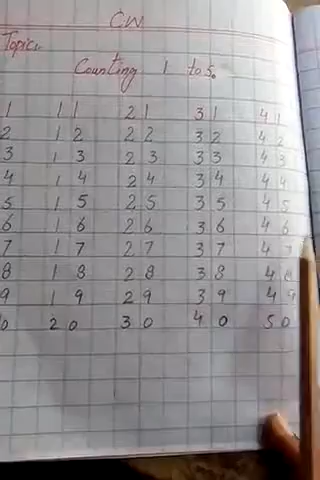 CW
Topic:
Counting 1 to 50
1 11 21 31 41
2 12 22 32 42
3 13 23 33 43
4 14 24 34 44
5 15 25 35 45
6 16 26 36 46
7 17 27 37 47
8 18 28 38 48
9 19 29 39 49
0 20 30 40 50